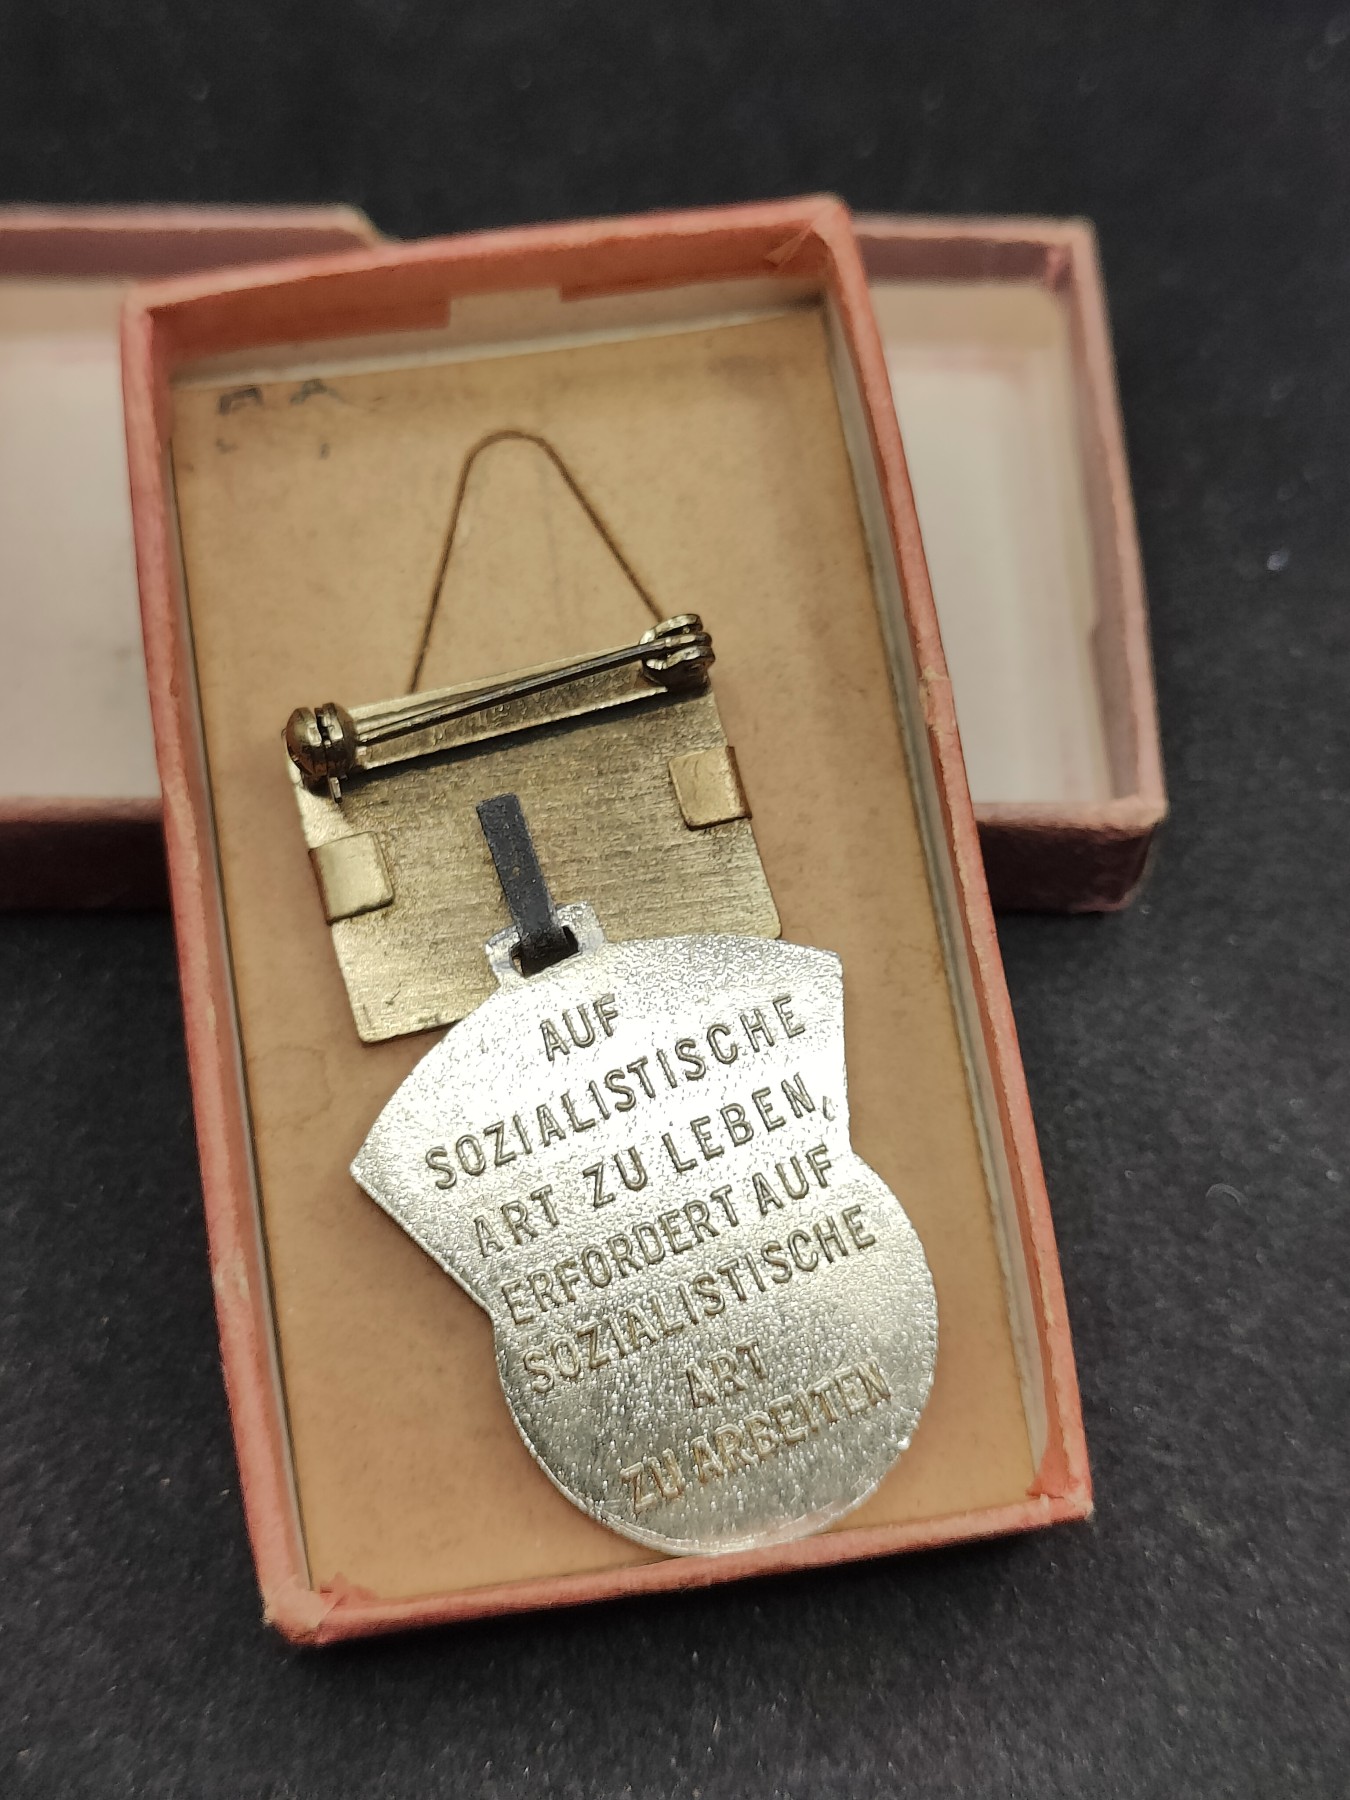 AUF
SOZIALISTISCHE
ART ZU LEBEN,
ERFORDERT AUF
SOZIALISTISCHE
ART
ZU ARBEITEN